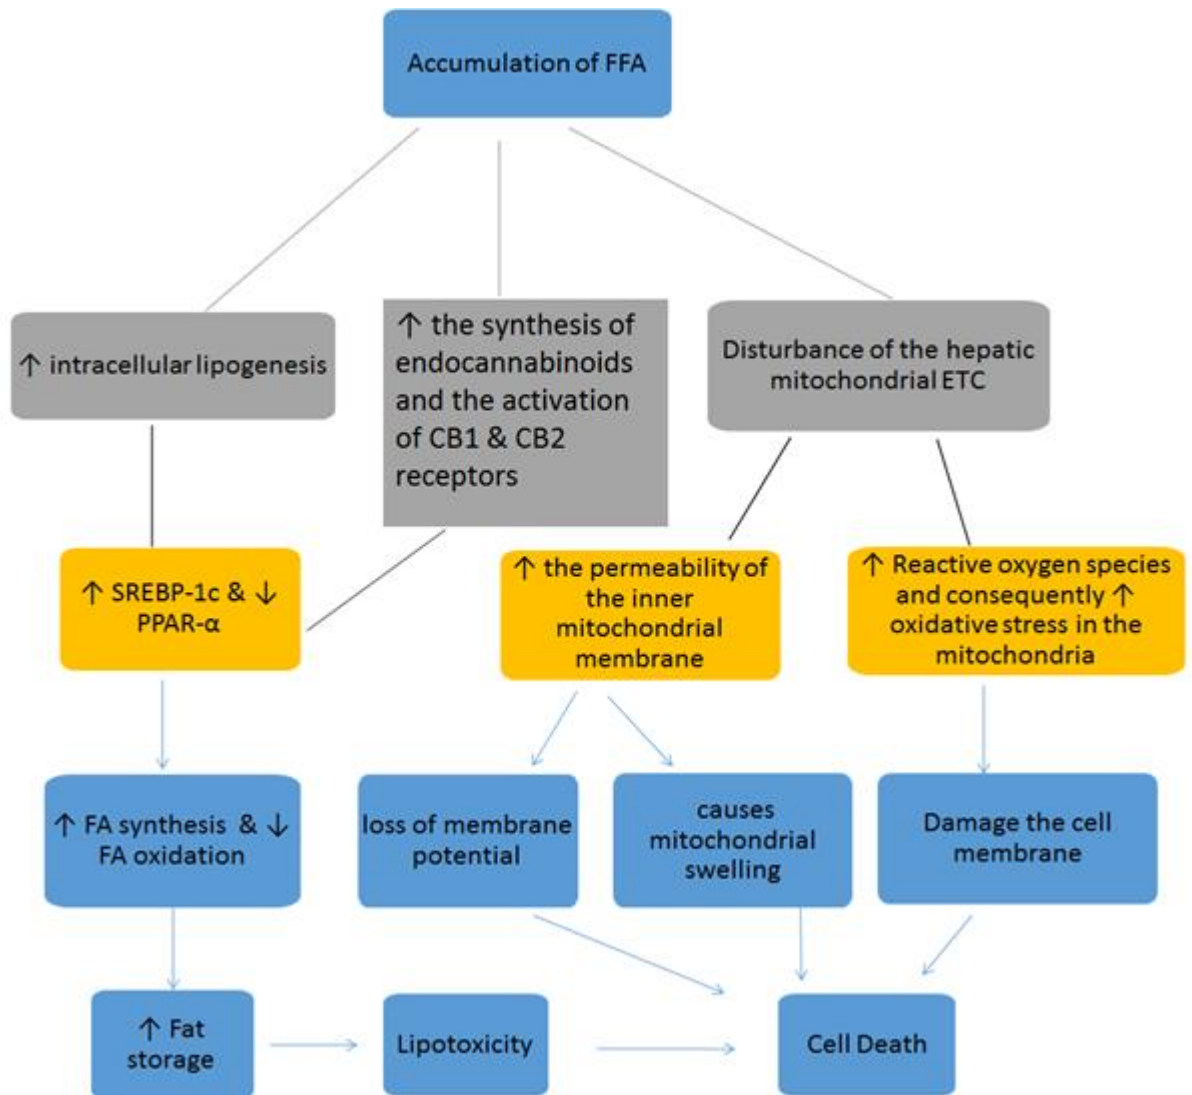 Accumulation of FFA
↑ intracellular lipogenesis
↑ the synthesis of
endocannabinoids
and the activation
of CB1 & CB2
receptors
Disturbance of the hepatic
mitochondrial ETC
↑ SREBP-1c & ↓
PPAR-α
↑ the permeability of
the inner
mitochondrial
membrane
↑ Reactive oxygen species
and consequently ↑
oxidative stress in the
mitochondria
↑ FA synthesis & ↓
FA oxidation
loss of membrane
potential
causes
mitochondrial
swelling
Damage the cell
membrane
↑ Fat
storage
Lipotoxicity
Cell Death